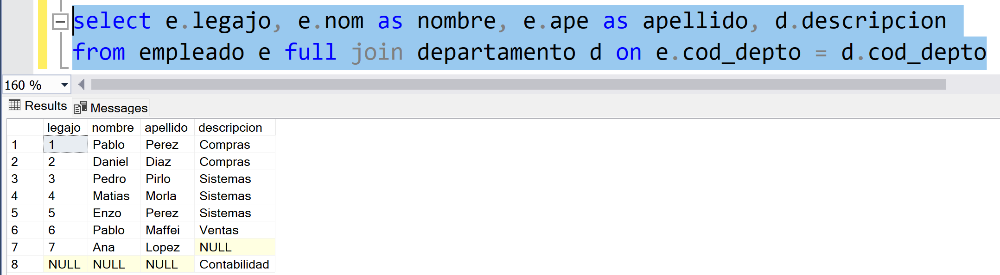 select e.legajo, e.nom as nombre, e.ape as apellido, d.descripcion
from empleado e full join departamento d on e.cod_depto = d.cod_depto
160 %
Results Messages
legajo nombre apellido descripcion
1 1 Pablo Perez Compras
2 2 Daniel Diaz Compras
3 3 Pedro Pirlo Sistemas
4 4 Matias Morla Sistemas
5 5 Enzo Perez Sistemas
6 6 Pablo Maffei Ventas
7 7 Ana Lopez NULL
8 NULL NULL NULL Contabilidad